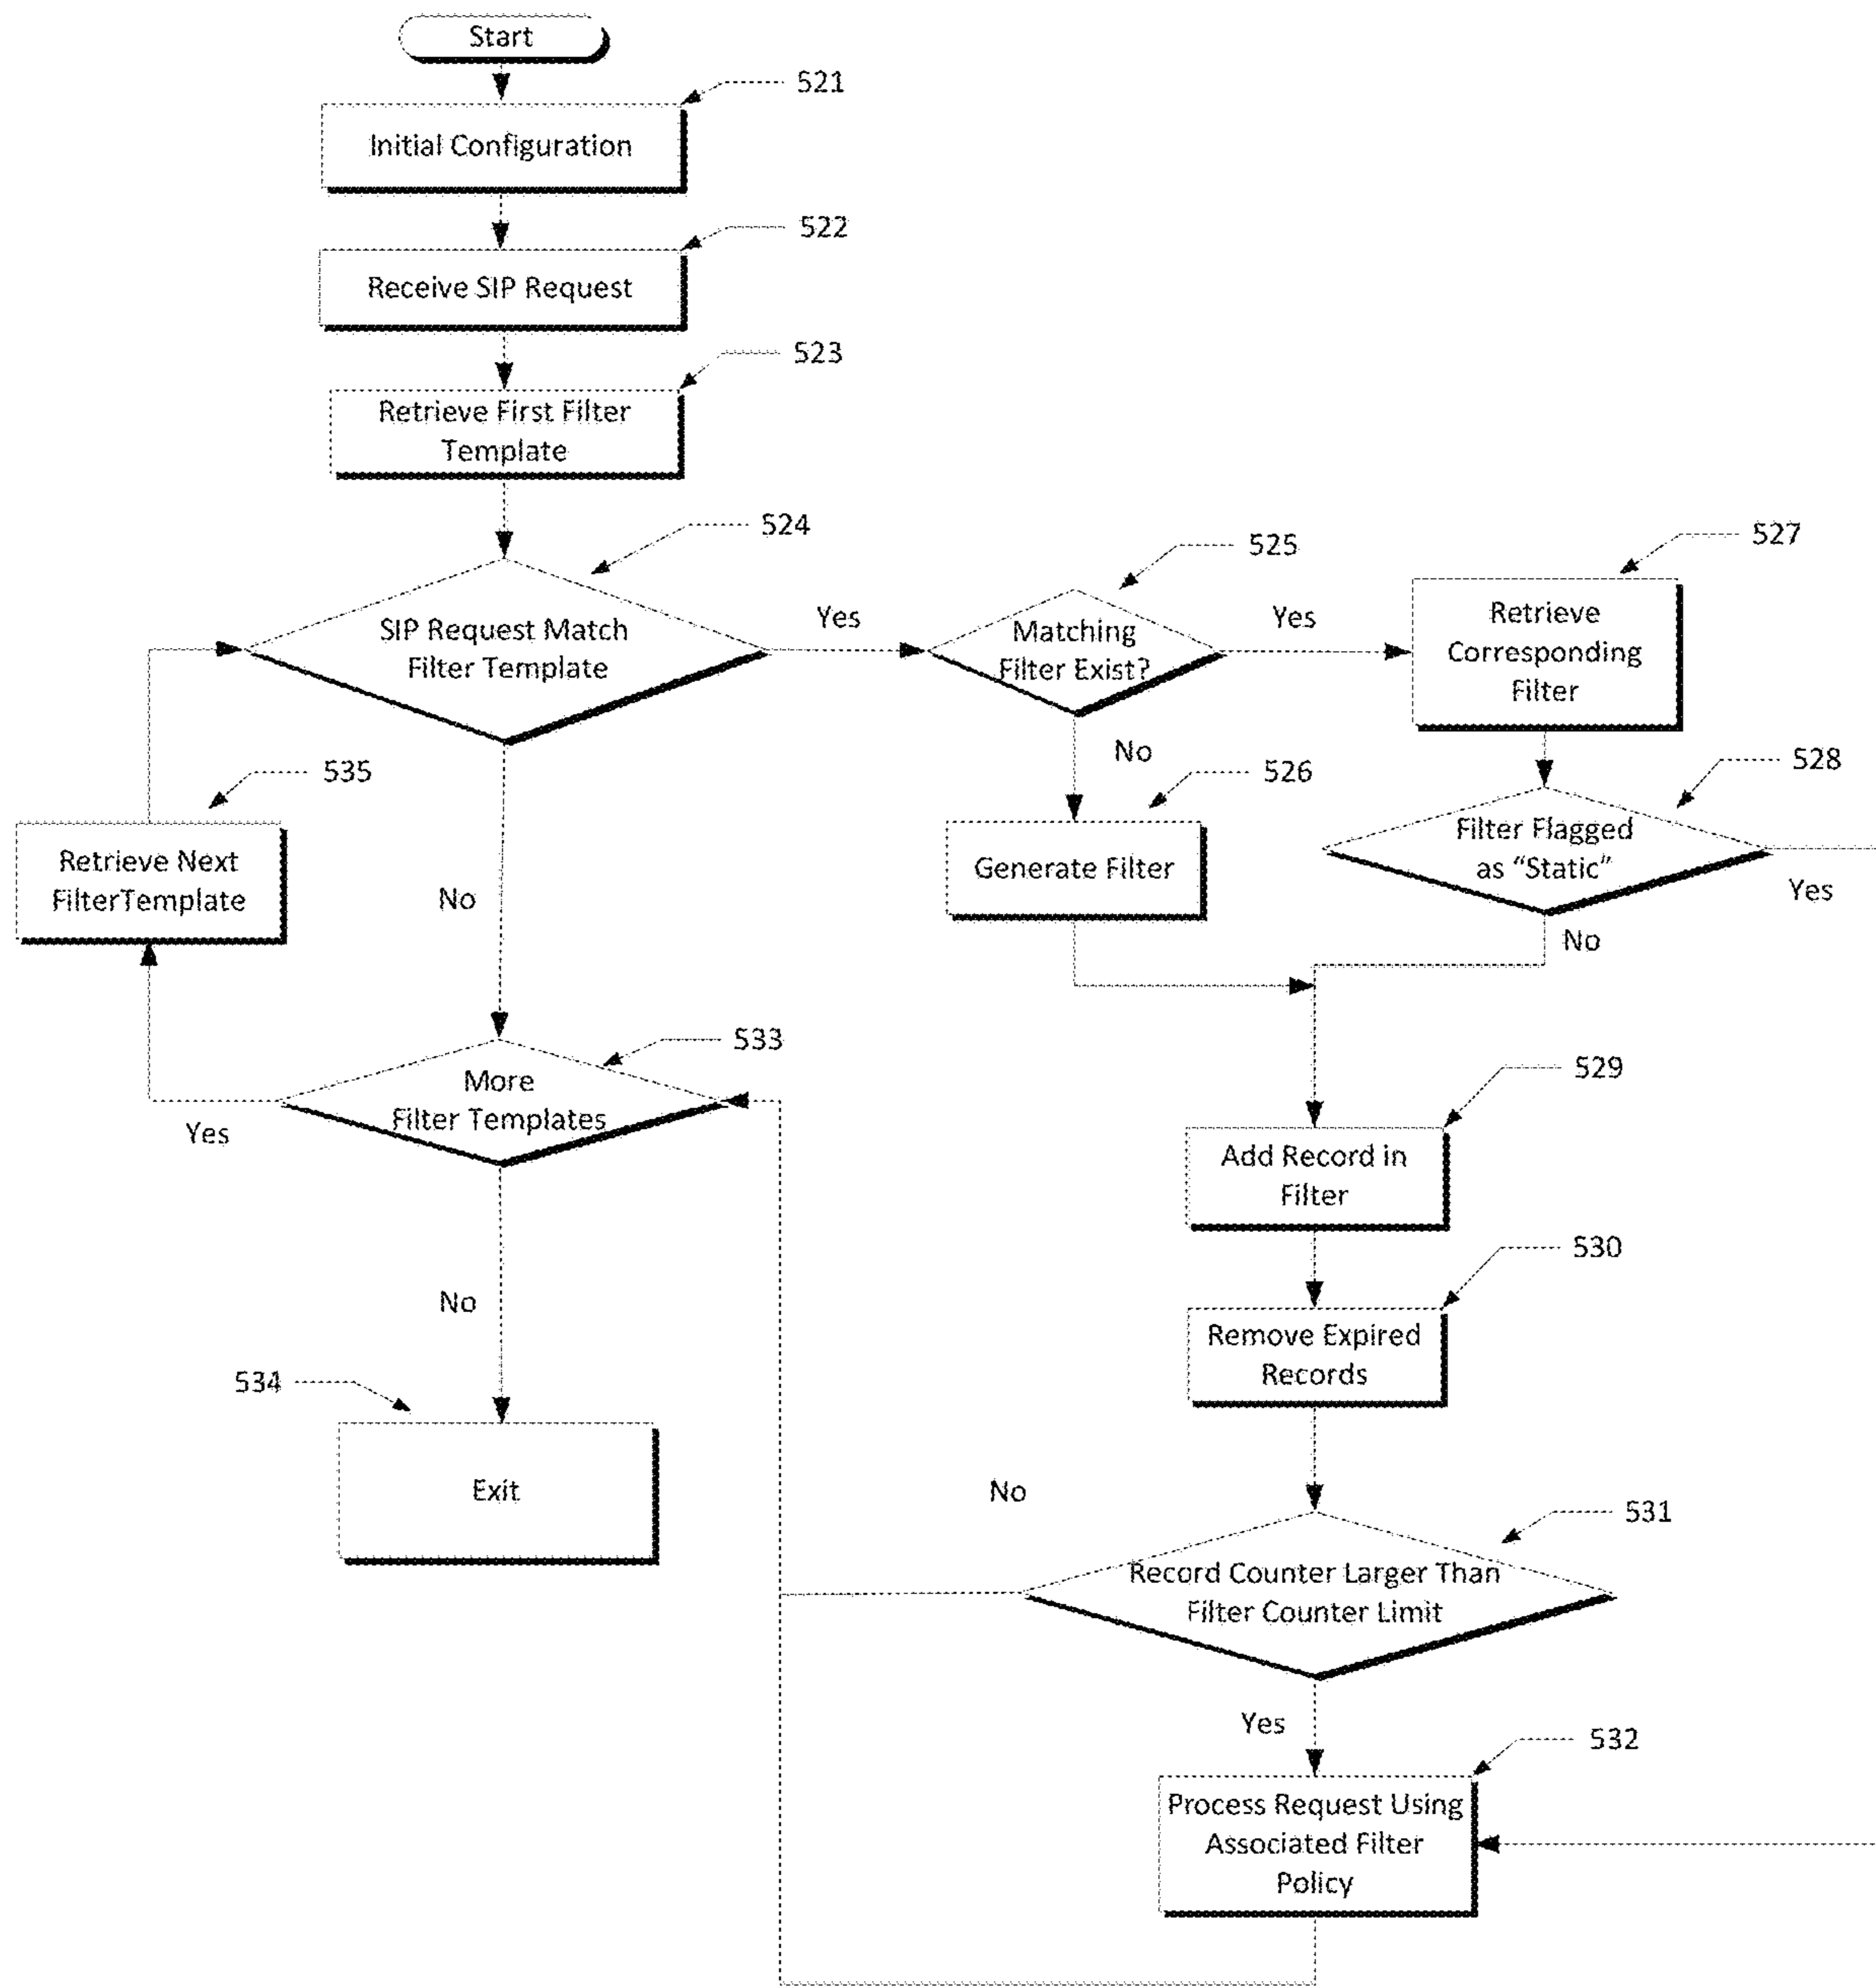 Start
521
Initial Configuration
522
Receive SIP Request
523
Retrieve First Filter
Template
524
SIP Request Match
Filter Template
Yes
525
Matching
Filter Exist?
Yes
527
Retrieve
Corresponding
Filter
No
526
Generate Filter
528
Filter Flagged
as “Static”
Yes
No
535
Retrieve Next
FilterTemplate
No
533
More
Filter Templates
Yes
529
Add Record in
Filter
530
Remove Expired
Records
No
534
Exit
No
531
Record Counter Larger Than
Filter Counter Limit
Yes
532
Process Request Using
Associated Filter
Policy